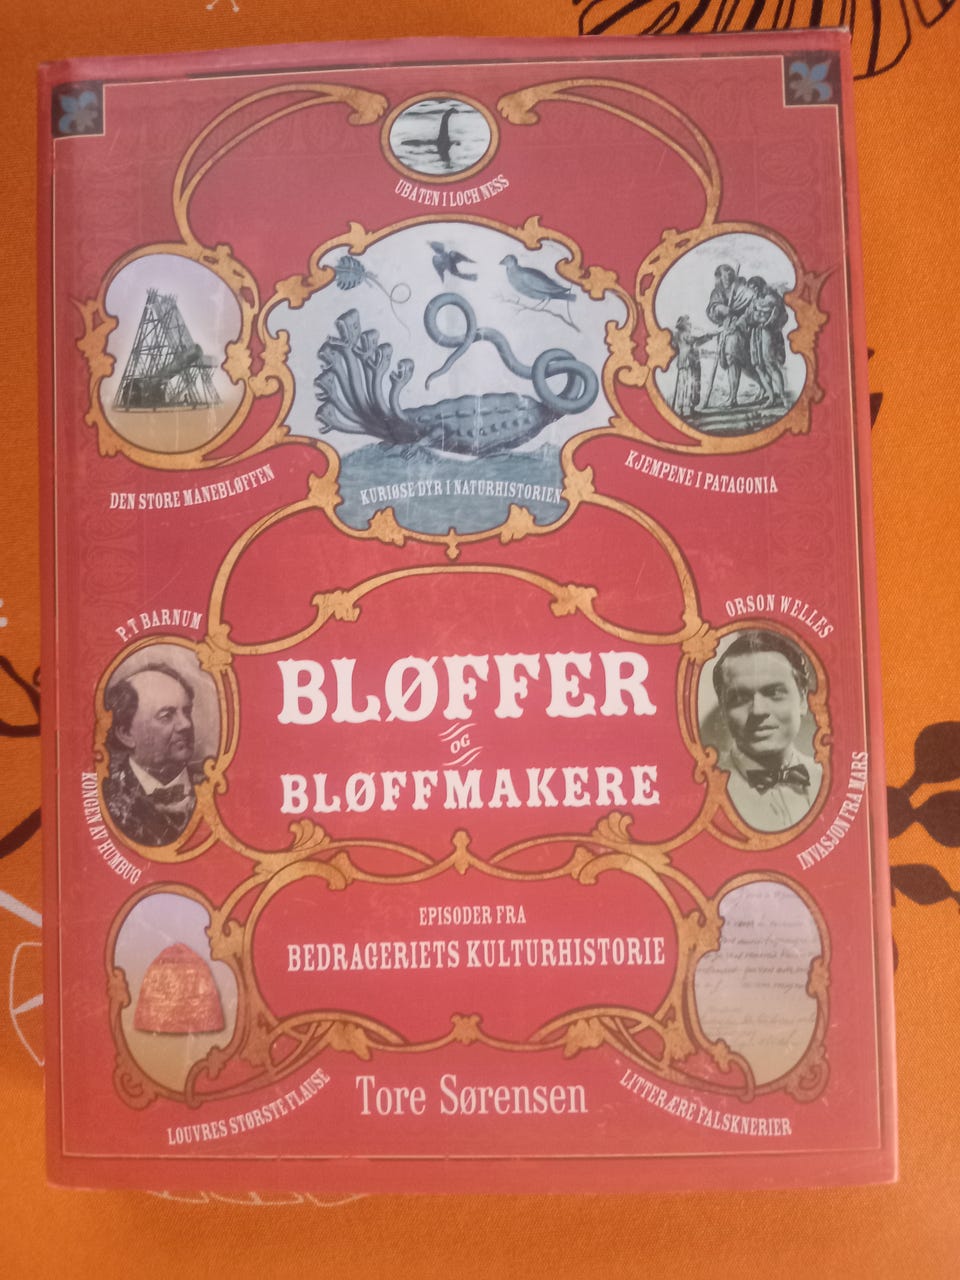 UBÅTEN I LOCH NESS
DEN STORE MÅNEBLØFFEN
KURIØSE DYR I NATURHISTORIEN
KJEMPENE I PATAGONIA
P.T BARNUM
KONGEN AV HUMBUG
ORSON WELLES
INVASJON FRA MARS
BLØFFER
OG
BLØFFMAKERE
EPISODER FRA
BEDRAGERIETS KULTURHISTORIE
LOUVRES STØRSTE FLAUSE
Tore Sørensen
LITTERÆRE FALSKNERIER